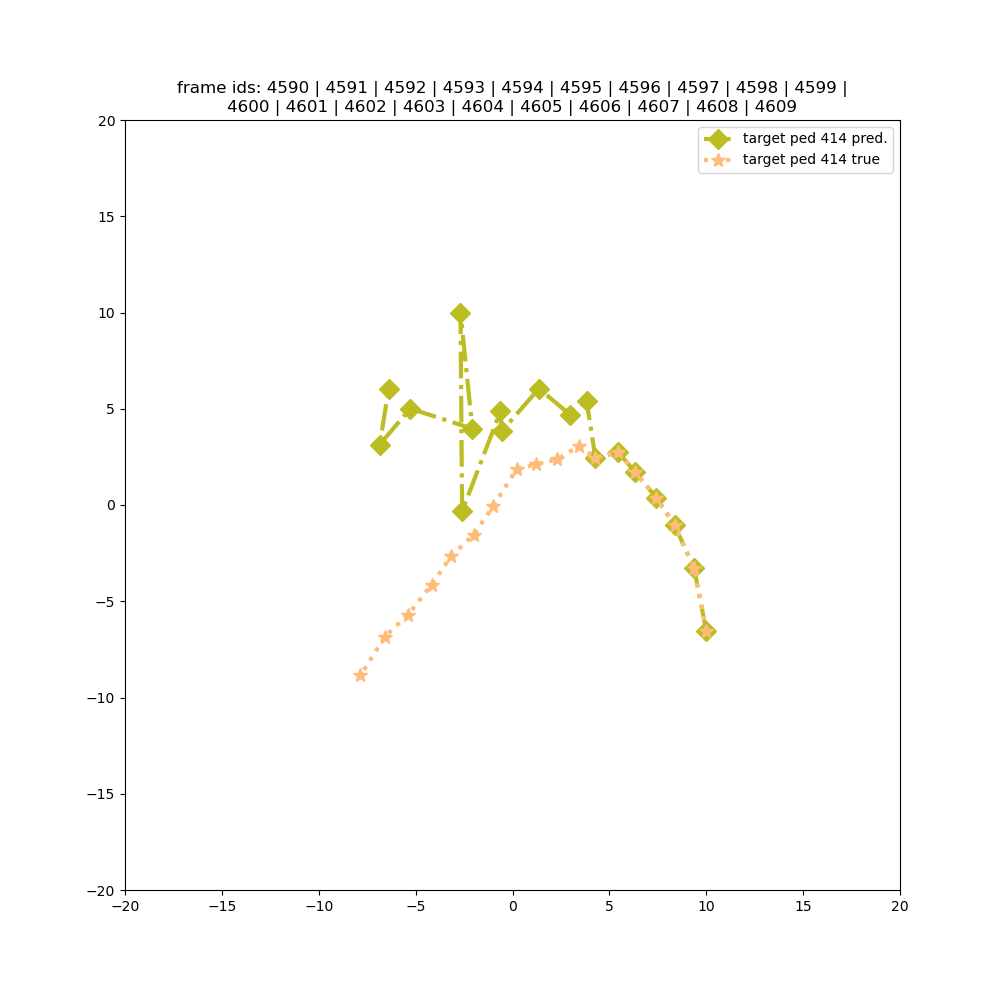 frame ids: 4590 | 4591 | 4592 | 4593 | 4594 | 4595 | 4596 | 4597 | 4598 | 4599 |
4600 | 4601 | 4602 | 4603 | 4604 | 4605 | 4606 | 4607 | 4608 | 4609
target ped 414 pred.
target ped 414 true
20
15
10
5
0
−5
−10
−15
−20
−20 −15 −10 −5 0 5 10 15 20